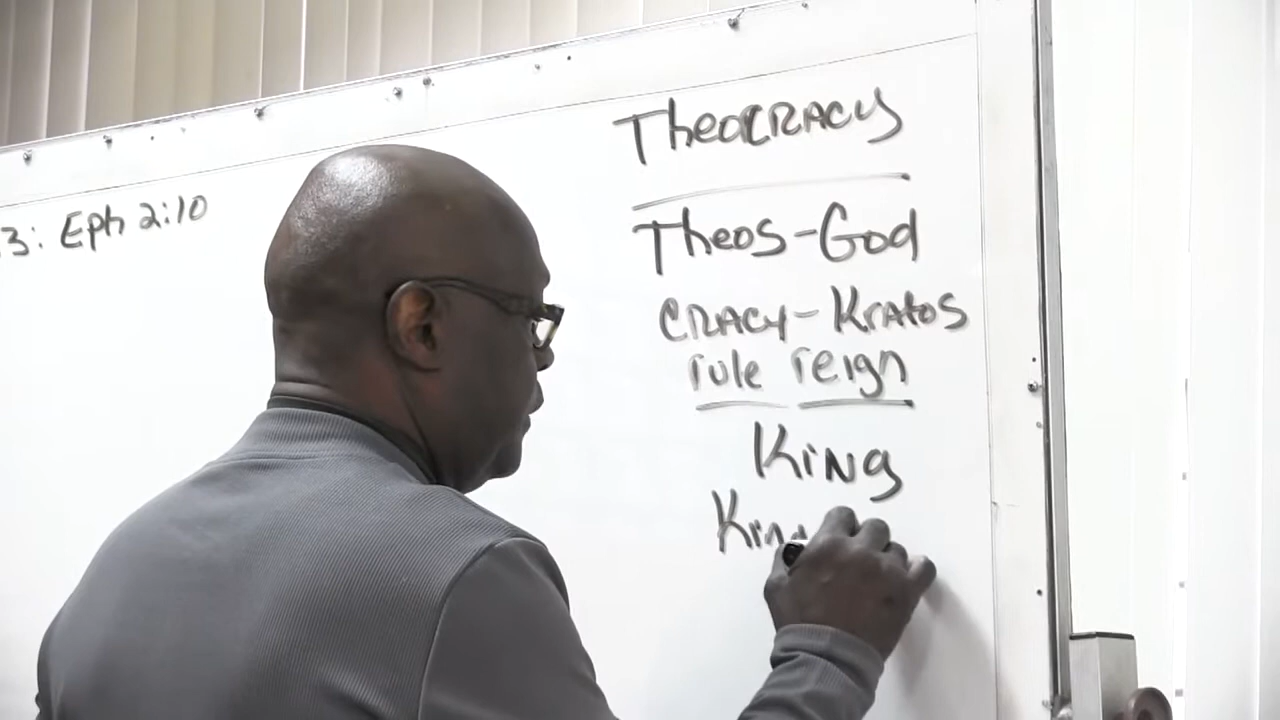 TheoCRACY
3: Eph 2:10
Theos-God
CRACY-Kratos
rule reign
King